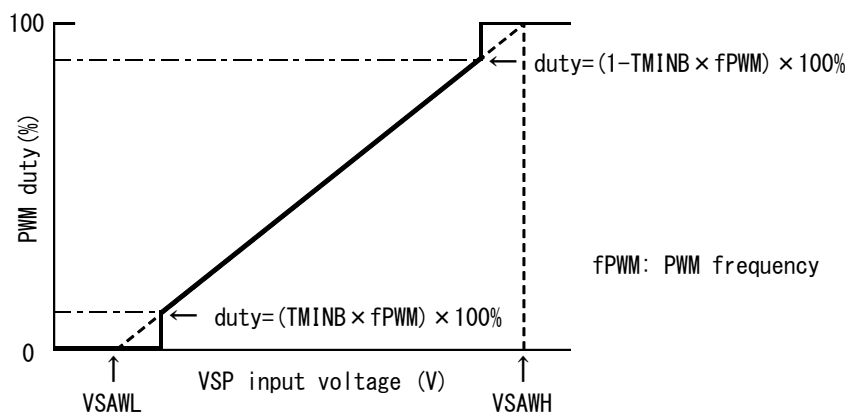 100
duty=(1-TMINB×fPWM)×100%
PWM duty(%)
fPWM: PWM frequency
duty=(TMINB×fPWM)×100%
0
VSP input voltage (V)
VSAWL
VSAWH